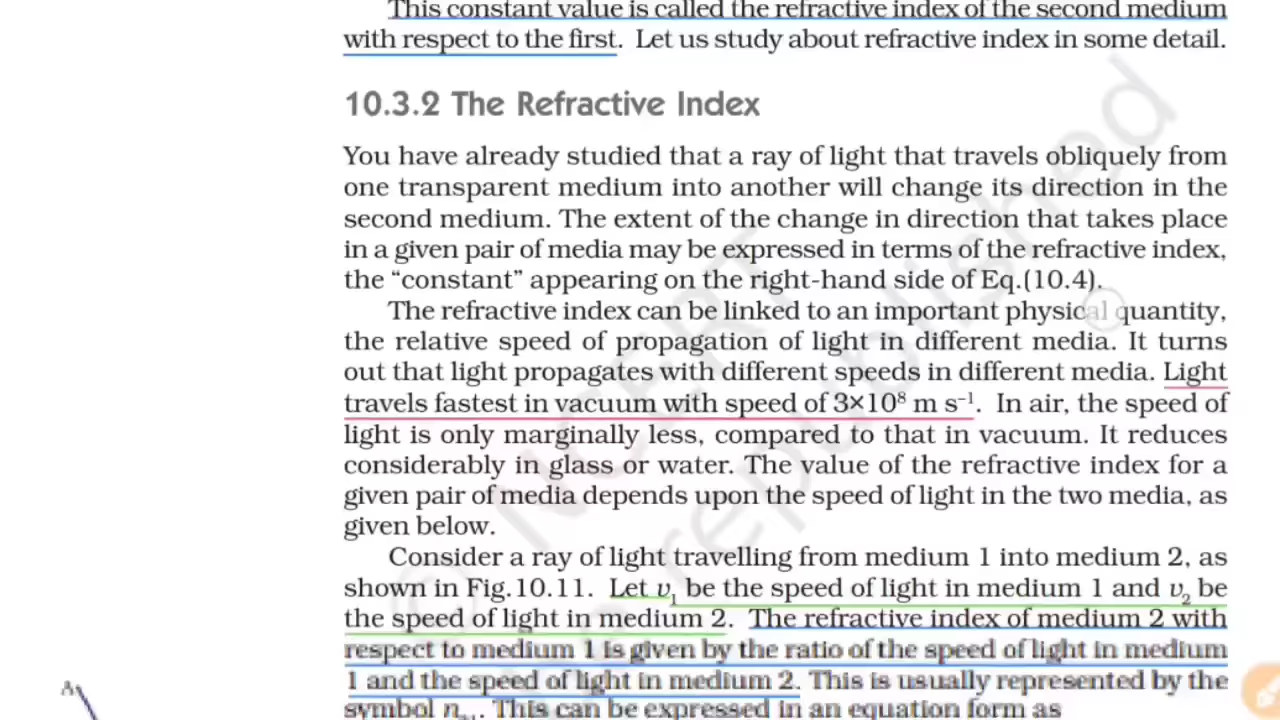 This constant value is called the refractive index of the second medium
with respect to the first. Let us study about refractive index in some detail.
10.3.2 The Refractive Index
You have already studied that a ray of light that travels obliquely from
one transparent medium into another will change its direction in the
second medium. The extent of the change in direction that takes place
in a given pair of media may be expressed in terms of the refractive index,
the “constant” appearing on the right-hand side of Eq.(10.4).
The refractive index can be linked to an important physical quantity,
the relative speed of propagation of light in different media. It turns
out that light propagates with different speeds in different media. Light
travels fastest in vacuum with speed of 3×10⁸ m s⁻¹. In air, the speed of
light is only marginally less, compared to that in vacuum. It reduces
considerably in glass or water. The value of the refractive index for a
given pair of media depends upon the speed of light in the two media, as
given below.
Consider a ray of light travelling from medium 1 into medium 2, as
shown in Fig.10.11. Let v₁ be the speed of light in medium 1 and v₂ be
the speed of light in medium 2. The refractive index of medium 2 with
respect to medium 1 is given by the ratio of the speed of light in medium
1 and the speed of light in medium 2. This is usually represented by the
symbol n₂₁. This can be expressed in an equation form as
A
© NCERT
republished